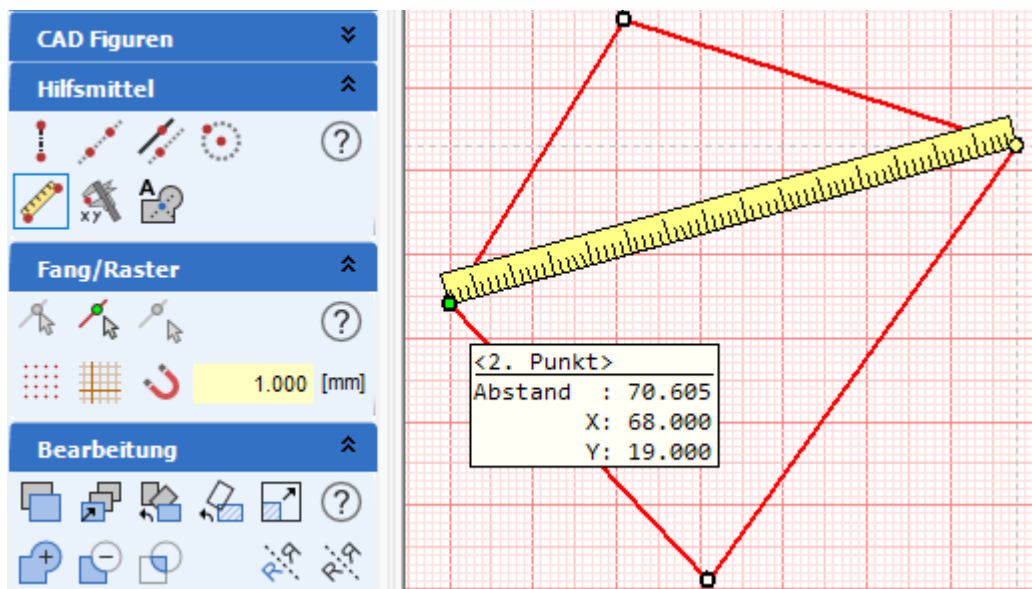 CAD Figuren
Hilfsmittel
?
x y
A
Fang/Raster
?
1.000 [mm]
Bearbeitung
?
R R
R R
<2. Punkt>
Abstand : 70.605
X: 68.000
Y: 19.000